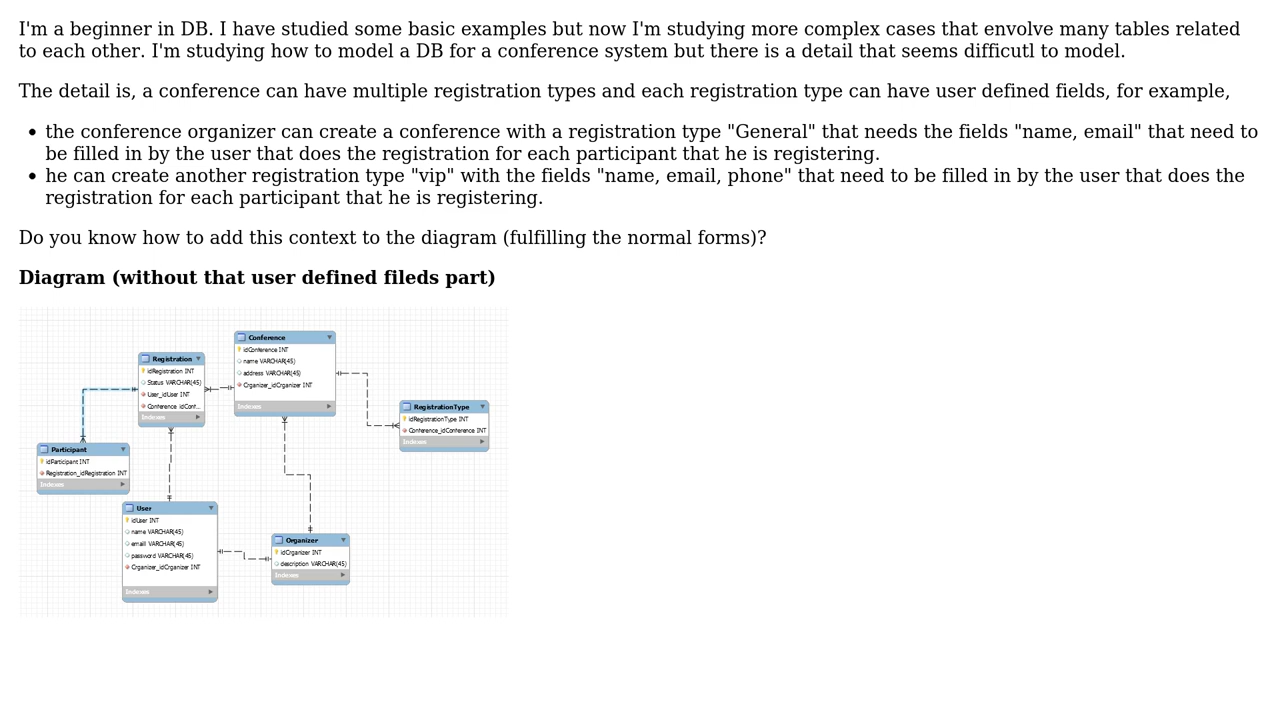 I'm a beginner in DB. I have studied some basic examples but now I'm studying more complex cases that envolve many tables related
to each other. I'm studying how to model a DB for a conference system but there is a detail that seems difficutl to model.
The detail is, a conference can have multiple registration types and each registration type can have user defined fields, for example,
• the conference organizer can create a conference with a registration type "General" that needs the fields "name, email" that need to
be filled in by the user that does the registration for each participant that he is registering.
• he can create another registration type "vip" with the fields "name, email, phone" that need to be filled in by the user that does the
registration for each participant that he is registering.
Do you know how to add this context to the diagram (fulfilling the normal forms)?
Diagram (without that user defined fileds part)
Conference
idConference INT
name VARCHAR(45)
address VARCHAR(45)
Organizer_idOrganizer INT
Indexes
Registration
idRegistration INT
Status VARCHAR(45)
User_idUser INT
Conference_idCont...
Indexes
RegistrationType
idRegistrationType INT
Conference_idConference INT
Indexes
Participant
idParticipant INT
Registration_idRegistration INT
Indexes
User
idUser INT
name VARCHAR(45)
email VARCHAR(45)
password VARCHAR(45)
Organizer_idOrganizer INT
Indexes
Organizer
idOrganizer INT
description VARCHAR(45)
Indexes